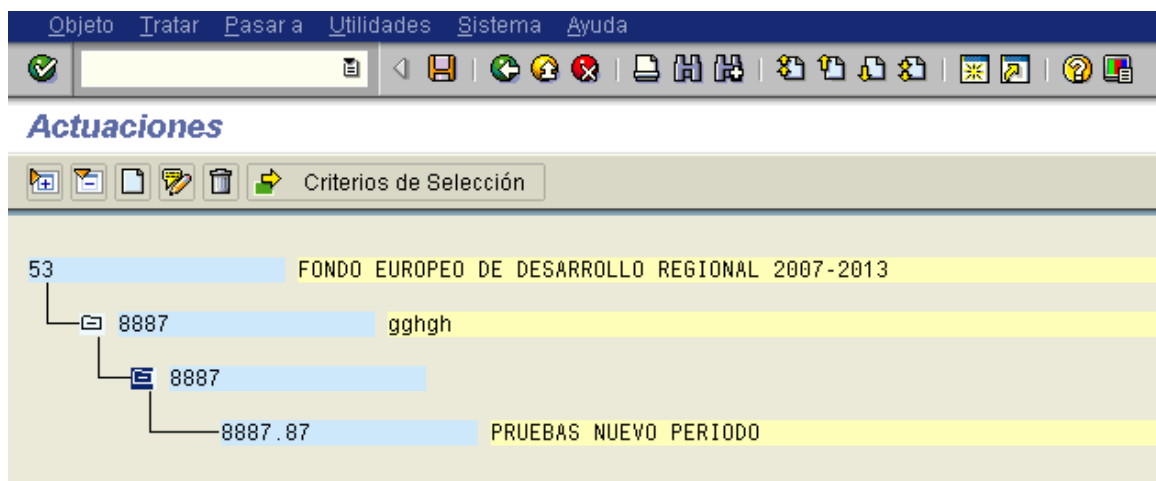 Objeto Tratar Pasar a Utilidades Sistema Ayuda
Actuaciones
Criterios de Selección
53 FONDO EUROPEO DE DESARROLLO REGIONAL 2007-2013
8887 gghgh
8887
8887.87 PRUEBAS NUEVO PERIODO